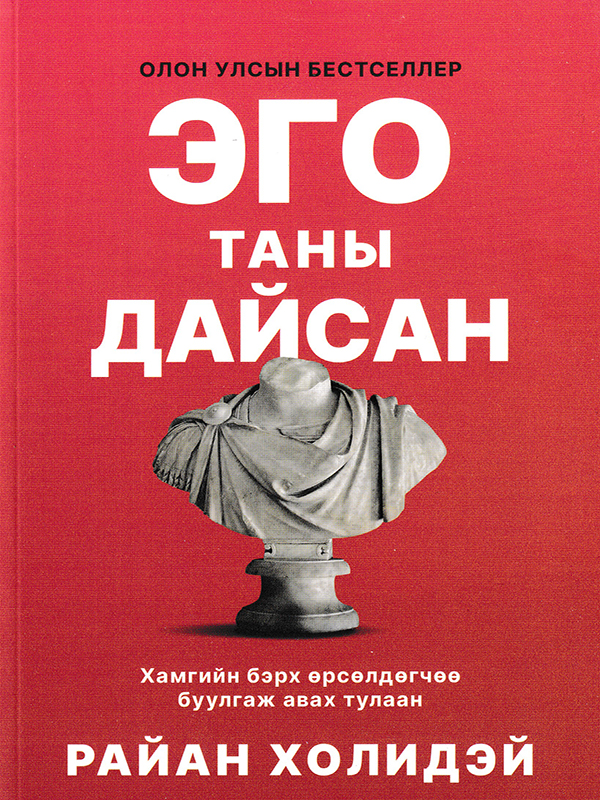 ОЛОН УЛСЫН БЕСТСЕЛЛЕР
ЭГО
ТАНЫ
ДАЙСАН
Хамгийн бэрх өрсөлдөгчөө
буулгаж авах тулаан
РАЙАН ХОЛИДЭЙ